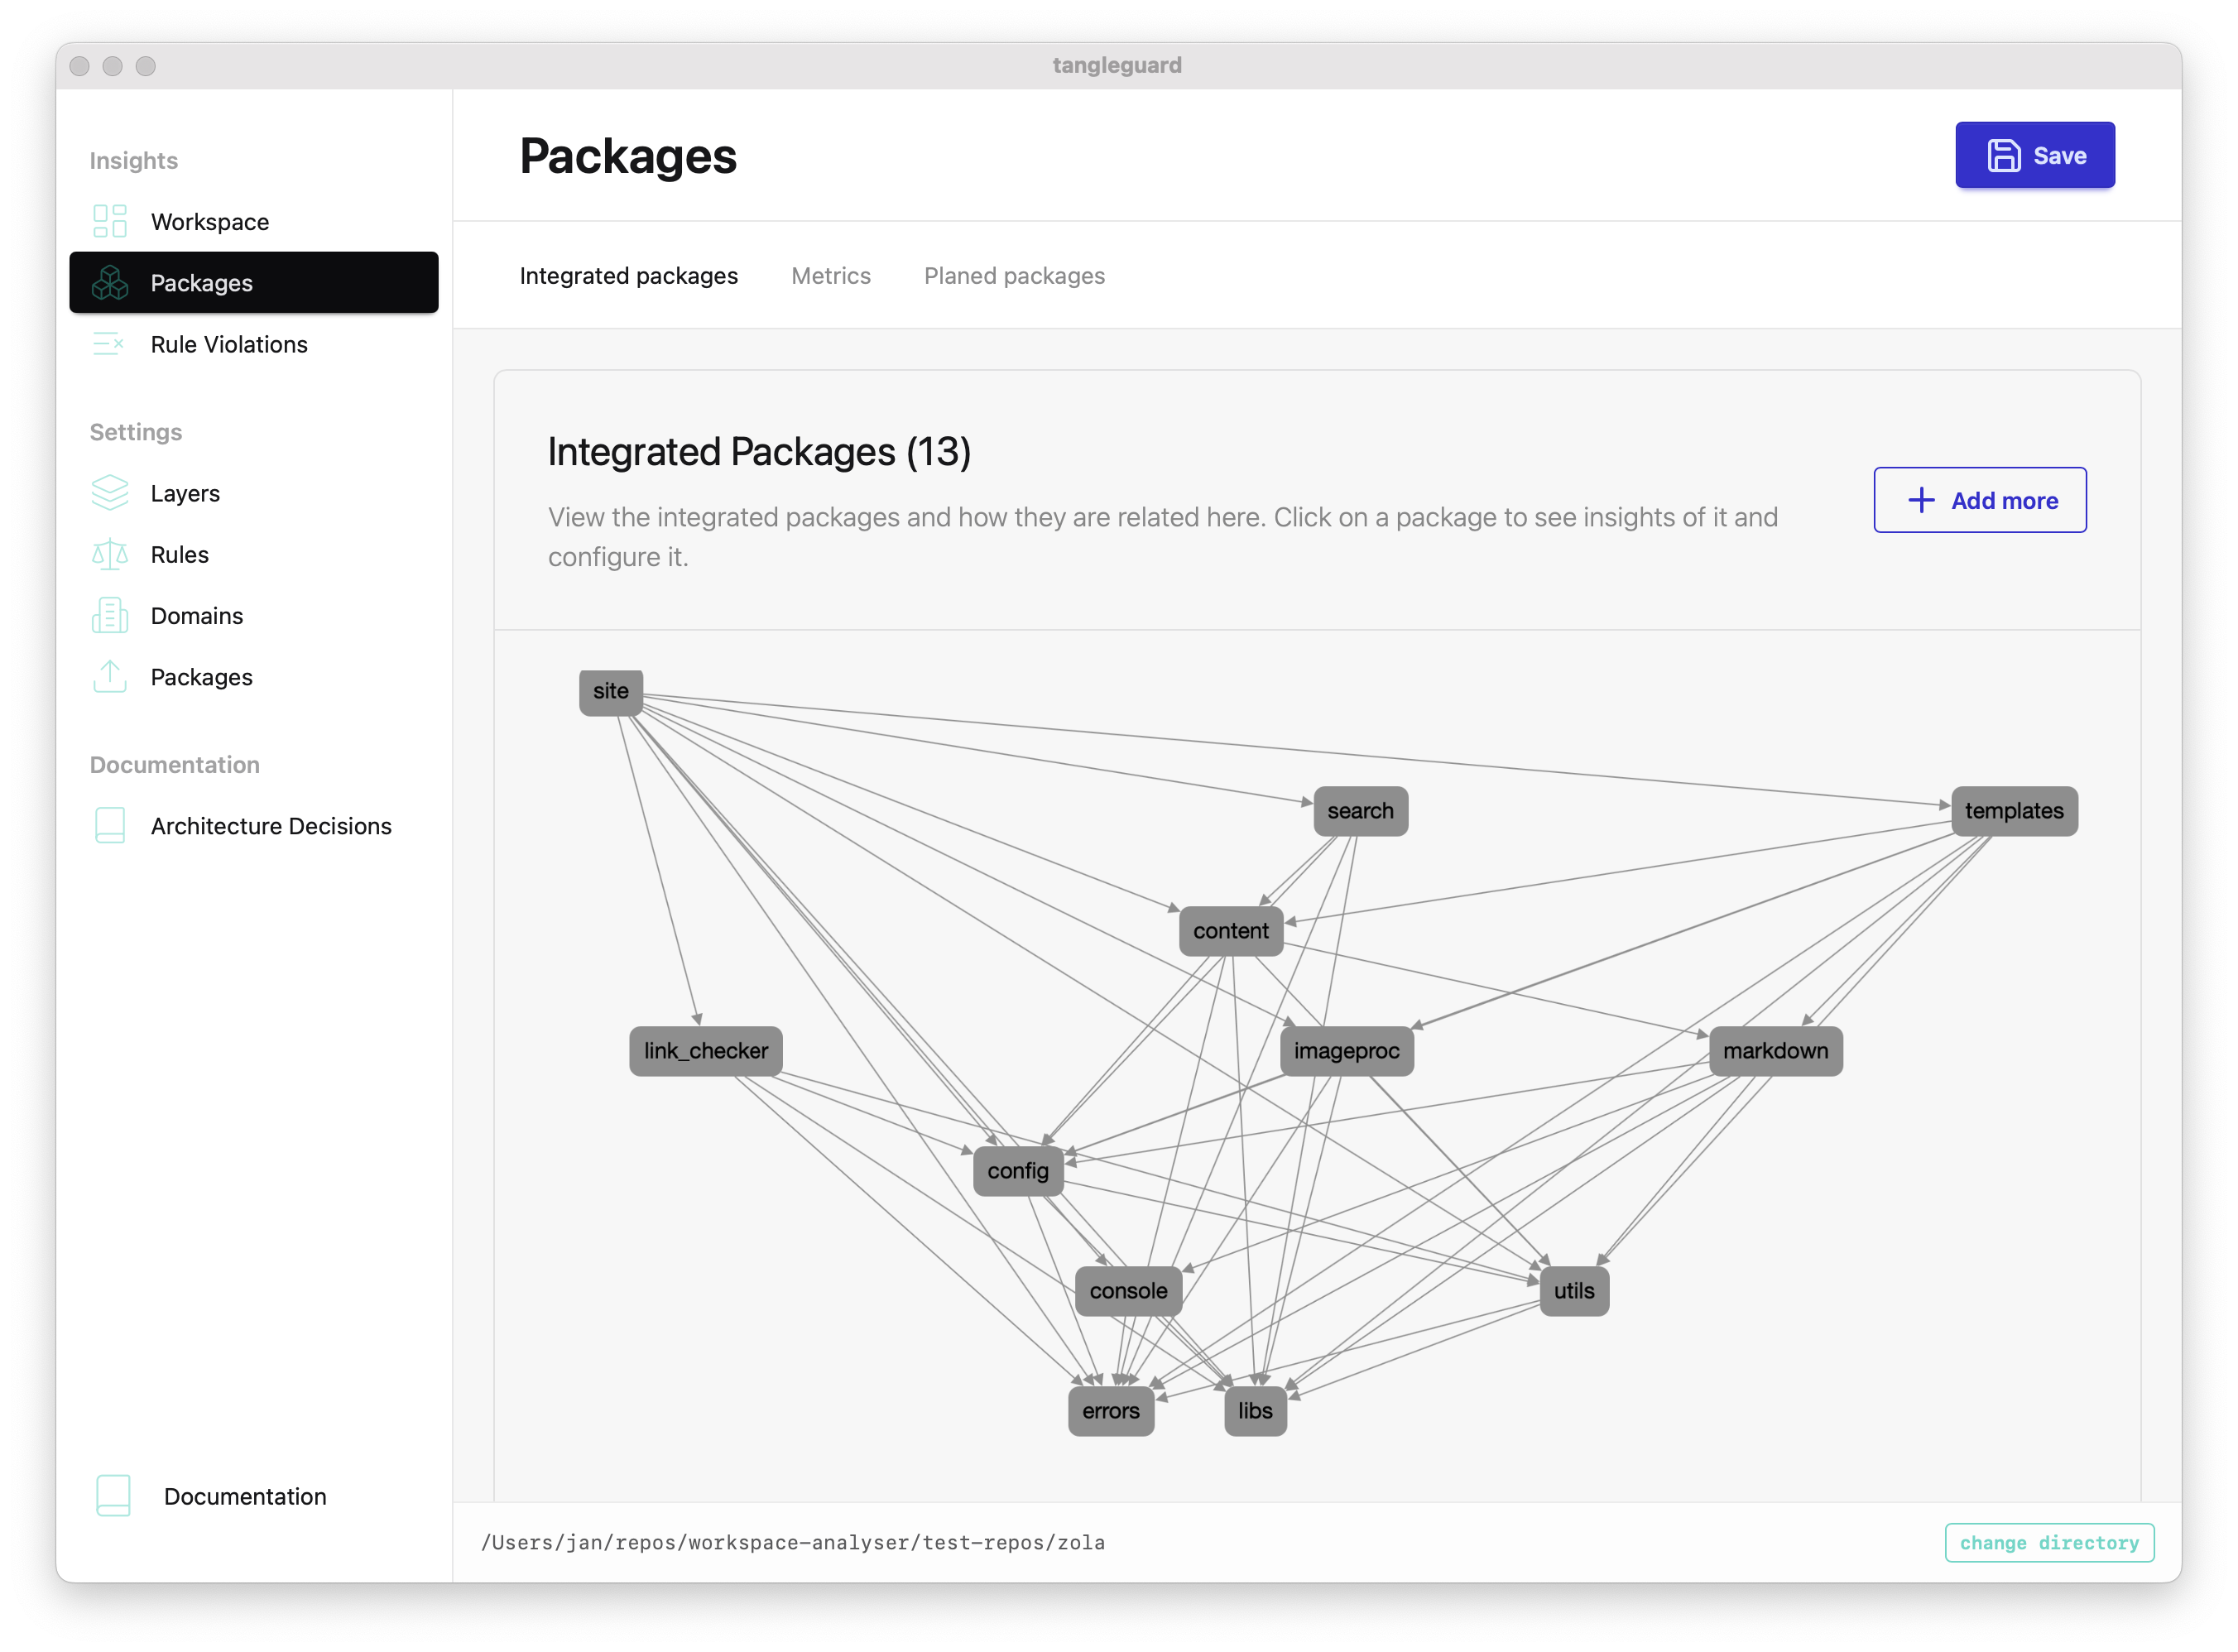 tangleguard
Insights
Workspace
Packages
Rule Violations
Settings
Layers
Rules
Domains
Packages
Documentation
Architecture Decisions
Documentation
Packages
Save
Integrated packages
Metrics
Planed packages
Integrated Packages (13)
View the integrated packages and how they are related here. Click on a package to see insights of it and
configure it.
Add more
site
search
templates
content
link_checker
imageproc
markdown
config
console
utils
errors
libs
/Users/jan/repos/workspace-analyser/test-repos/zola
change directory